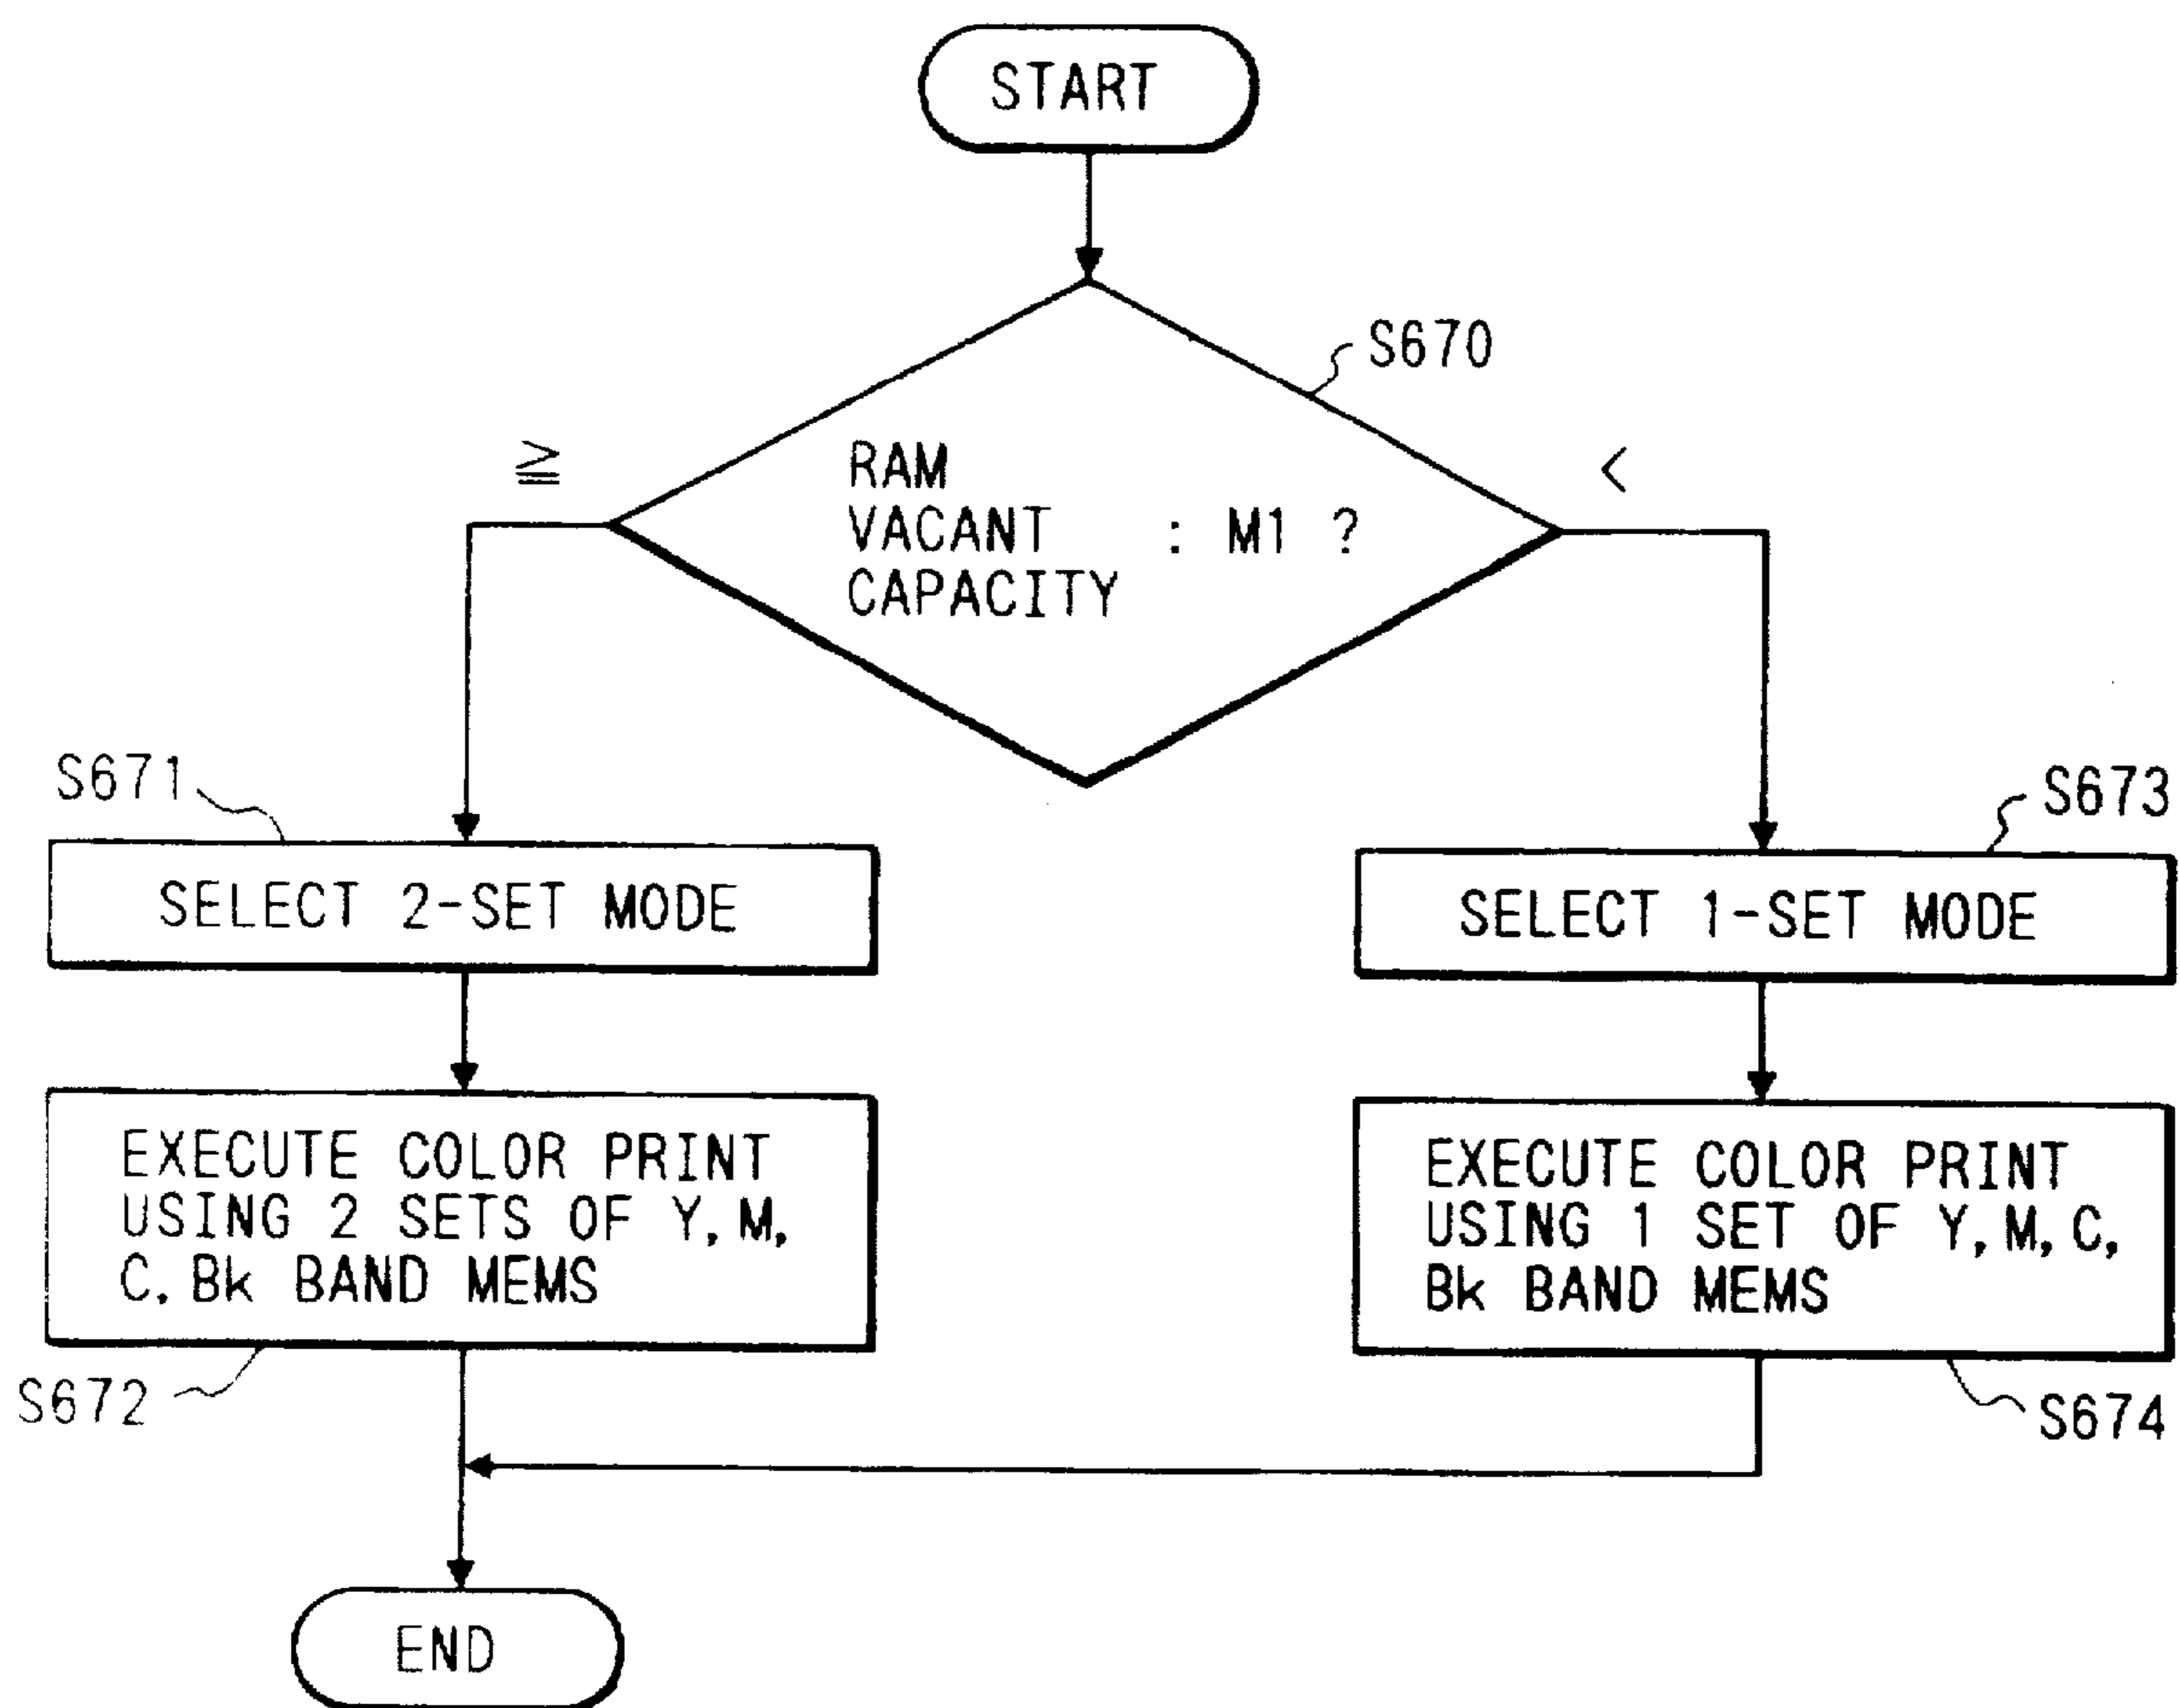 START
S670
≧
<
RAM
VACANT : M1 ?
CAPACITY
S671
S673
SELECT 2-SET MODE
SELECT 1-SET MODE
EXECUTE COLOR PRINT
USING 2 SETS OF Y, M,
C, Bk BAND MEMS
EXECUTE COLOR PRINT
USING 1 SET OF Y, M, C,
Bk BAND MEMS
S672
S674
END